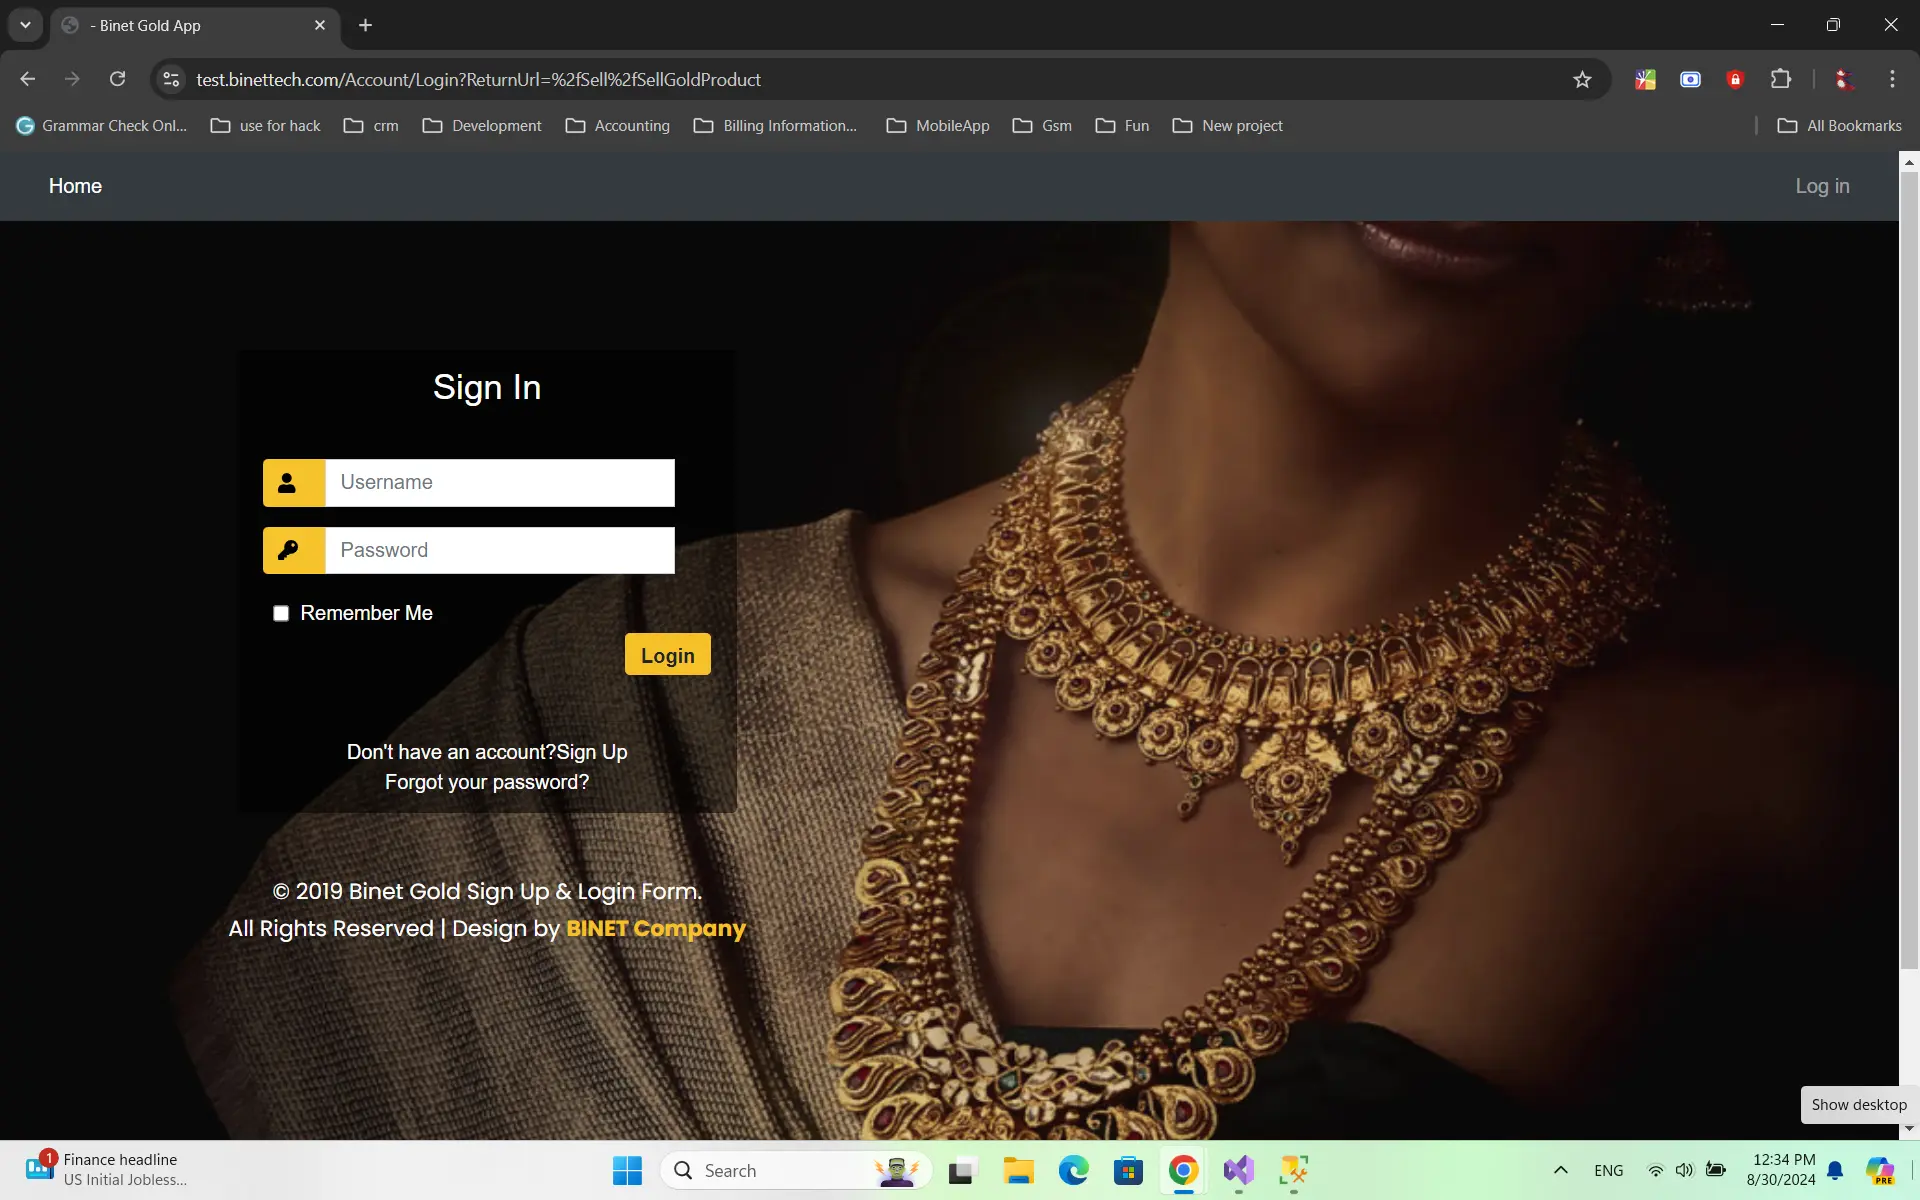 - Binet Gold App
test.binettech.com/Account/Login?ReturnUrl=%2fSell%2fSellGoldProduct
Grammar Check Onl...
use for hack
crm
Development
Accounting
Billing Information...
MobileApp
Gsm
Fun
New project
All Bookmarks
Home
Log in
Sign In
Username
Password
Remember Me
Login
Don't have an account?Sign Up
Forgot your password?
© 2019 Binet Gold Sign Up & Login Form.
All Rights Reserved | Design by BINET Company
Show desktop
1
Finance headline
US Initial Jobless...
Search
ENG
12:34 PM
8/30/2024
PRE